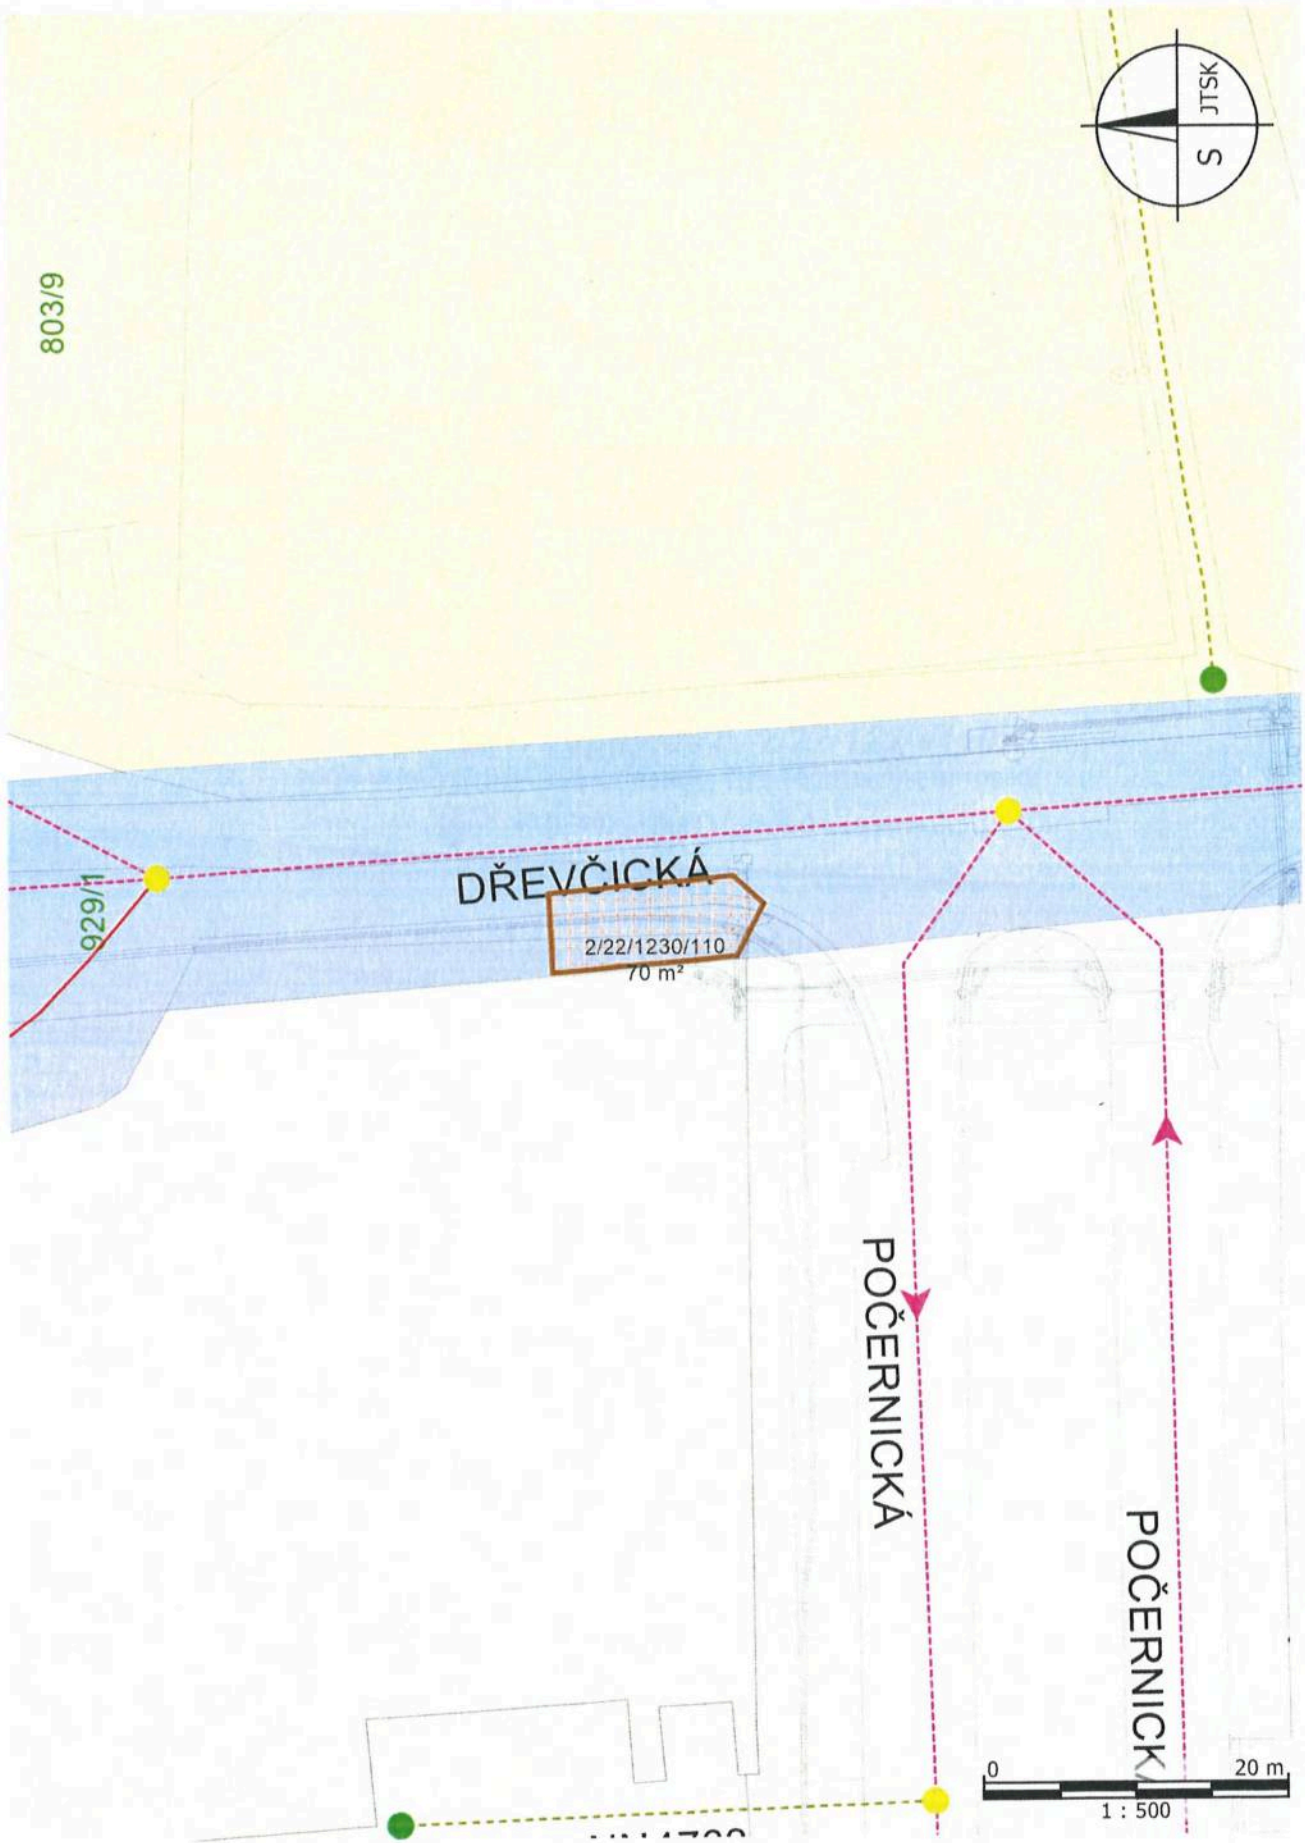 JTSK
S
803/9
DŘEVČICKÁ
929/1
2/22/1230/110
70 m²
POČERNICKÁ
POČERNICKÁ
0 20 m
1 : 500